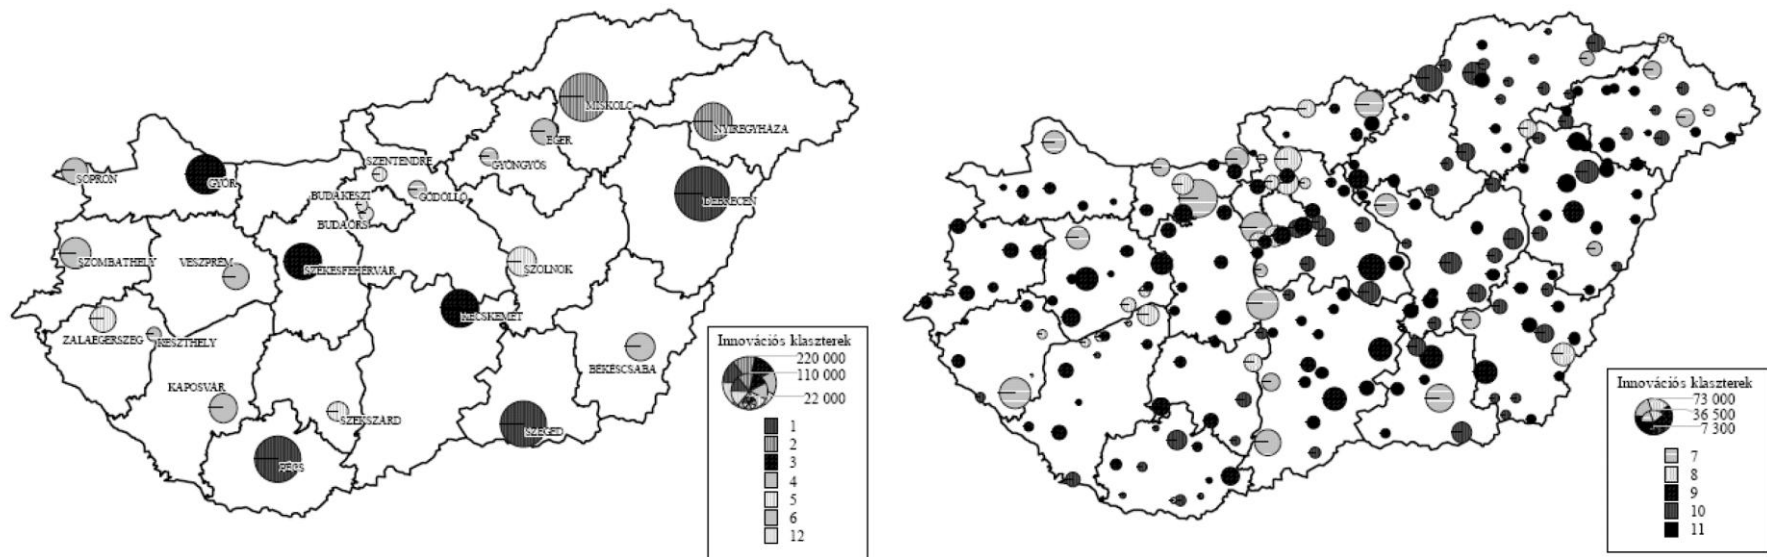 MISKOLC
NYÍREGYHÁZA
EGER
SZENTENDRE
GYÖNGYÖS
SOPRON
GYŐR
BUDAKESZI
GÖDÖLLŐ
DEBRECEN
BUDAÖRS
SZOMBATHELY
VESZPRÉM
SZÉKESFEHÉRVÁR
SZOLNOK
KECSKEMÉT
ZALAEGERSZEG
KESZTHELY
BÉKÉSCSABA
KAPOSVÁR
SZEKSZÁRD
SZEGED
PÉCS
Innovációs klaszterek
220 000
110 000
22 000
1
2
3
4
5
6
12
Innovációs klaszterek
73 000
36 500
7 300
7
8
9
10
11